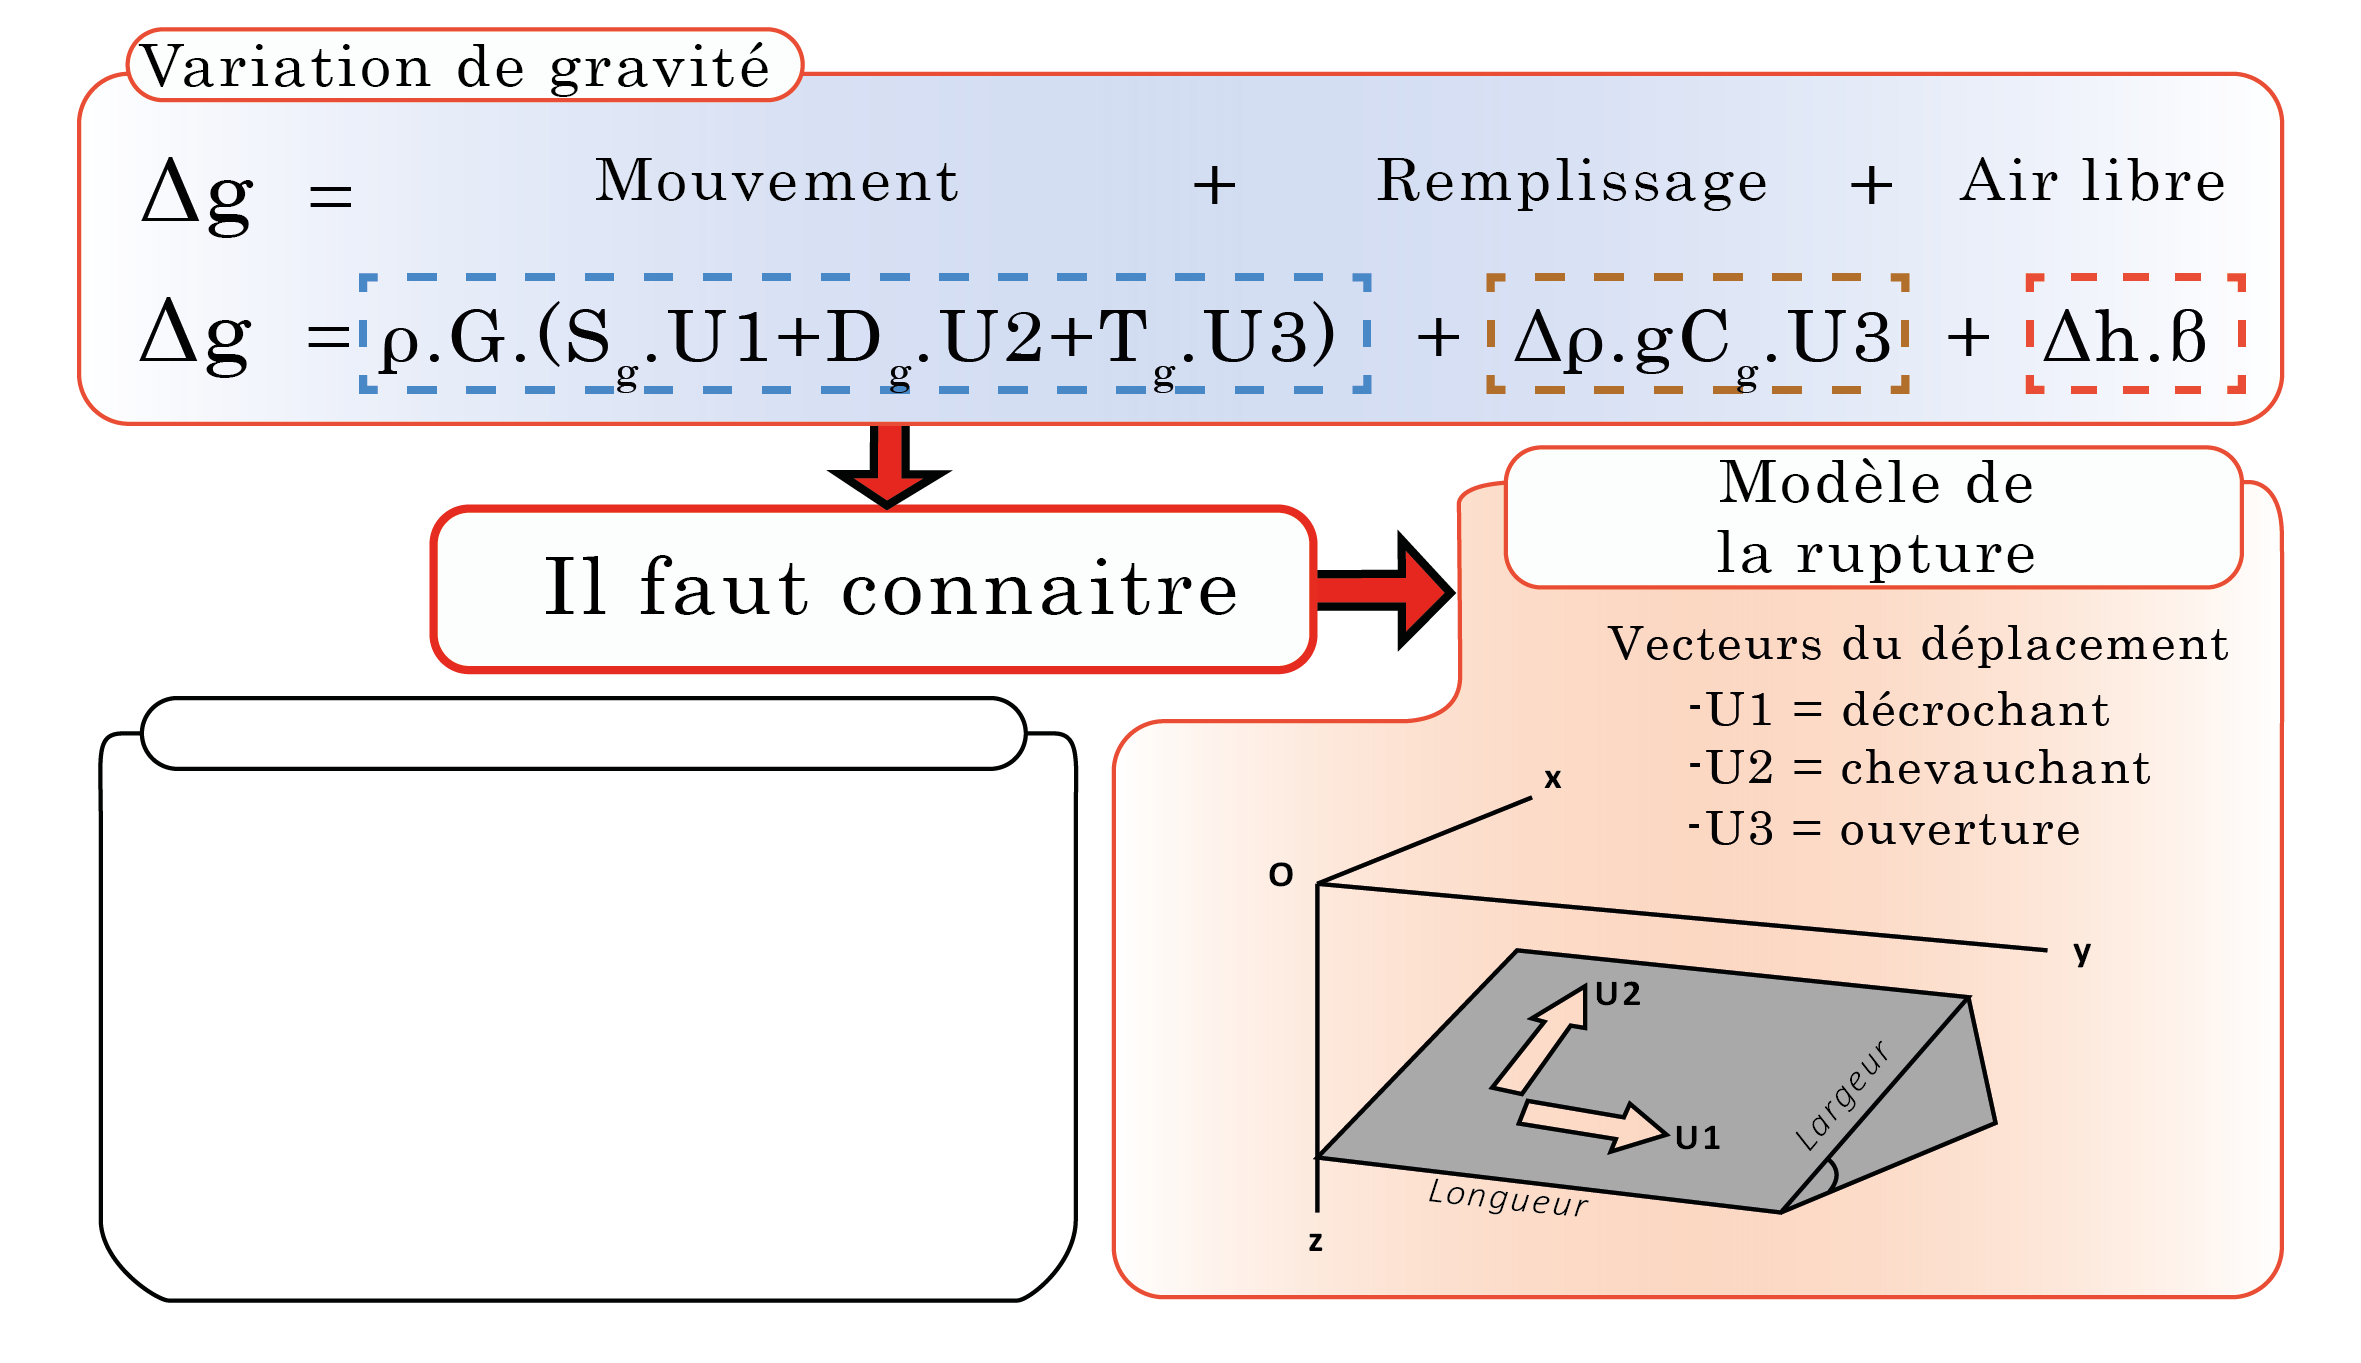 Variation de gravité
Δg = Mouvement + Remplissage + Air libre
Δg =ρ.G.(Sg.U1+Dg.U2+Tg.U3) + Δρ.gCg.U3 + Δh.β
Il faut connaitre
Modèle de
la rupture
Vecteurs du déplacement
-U1 = décrochant
-U2 = chevauchant
-U3 = ouverture
x
O
y
U2
Largeur
U1
Longueur
z